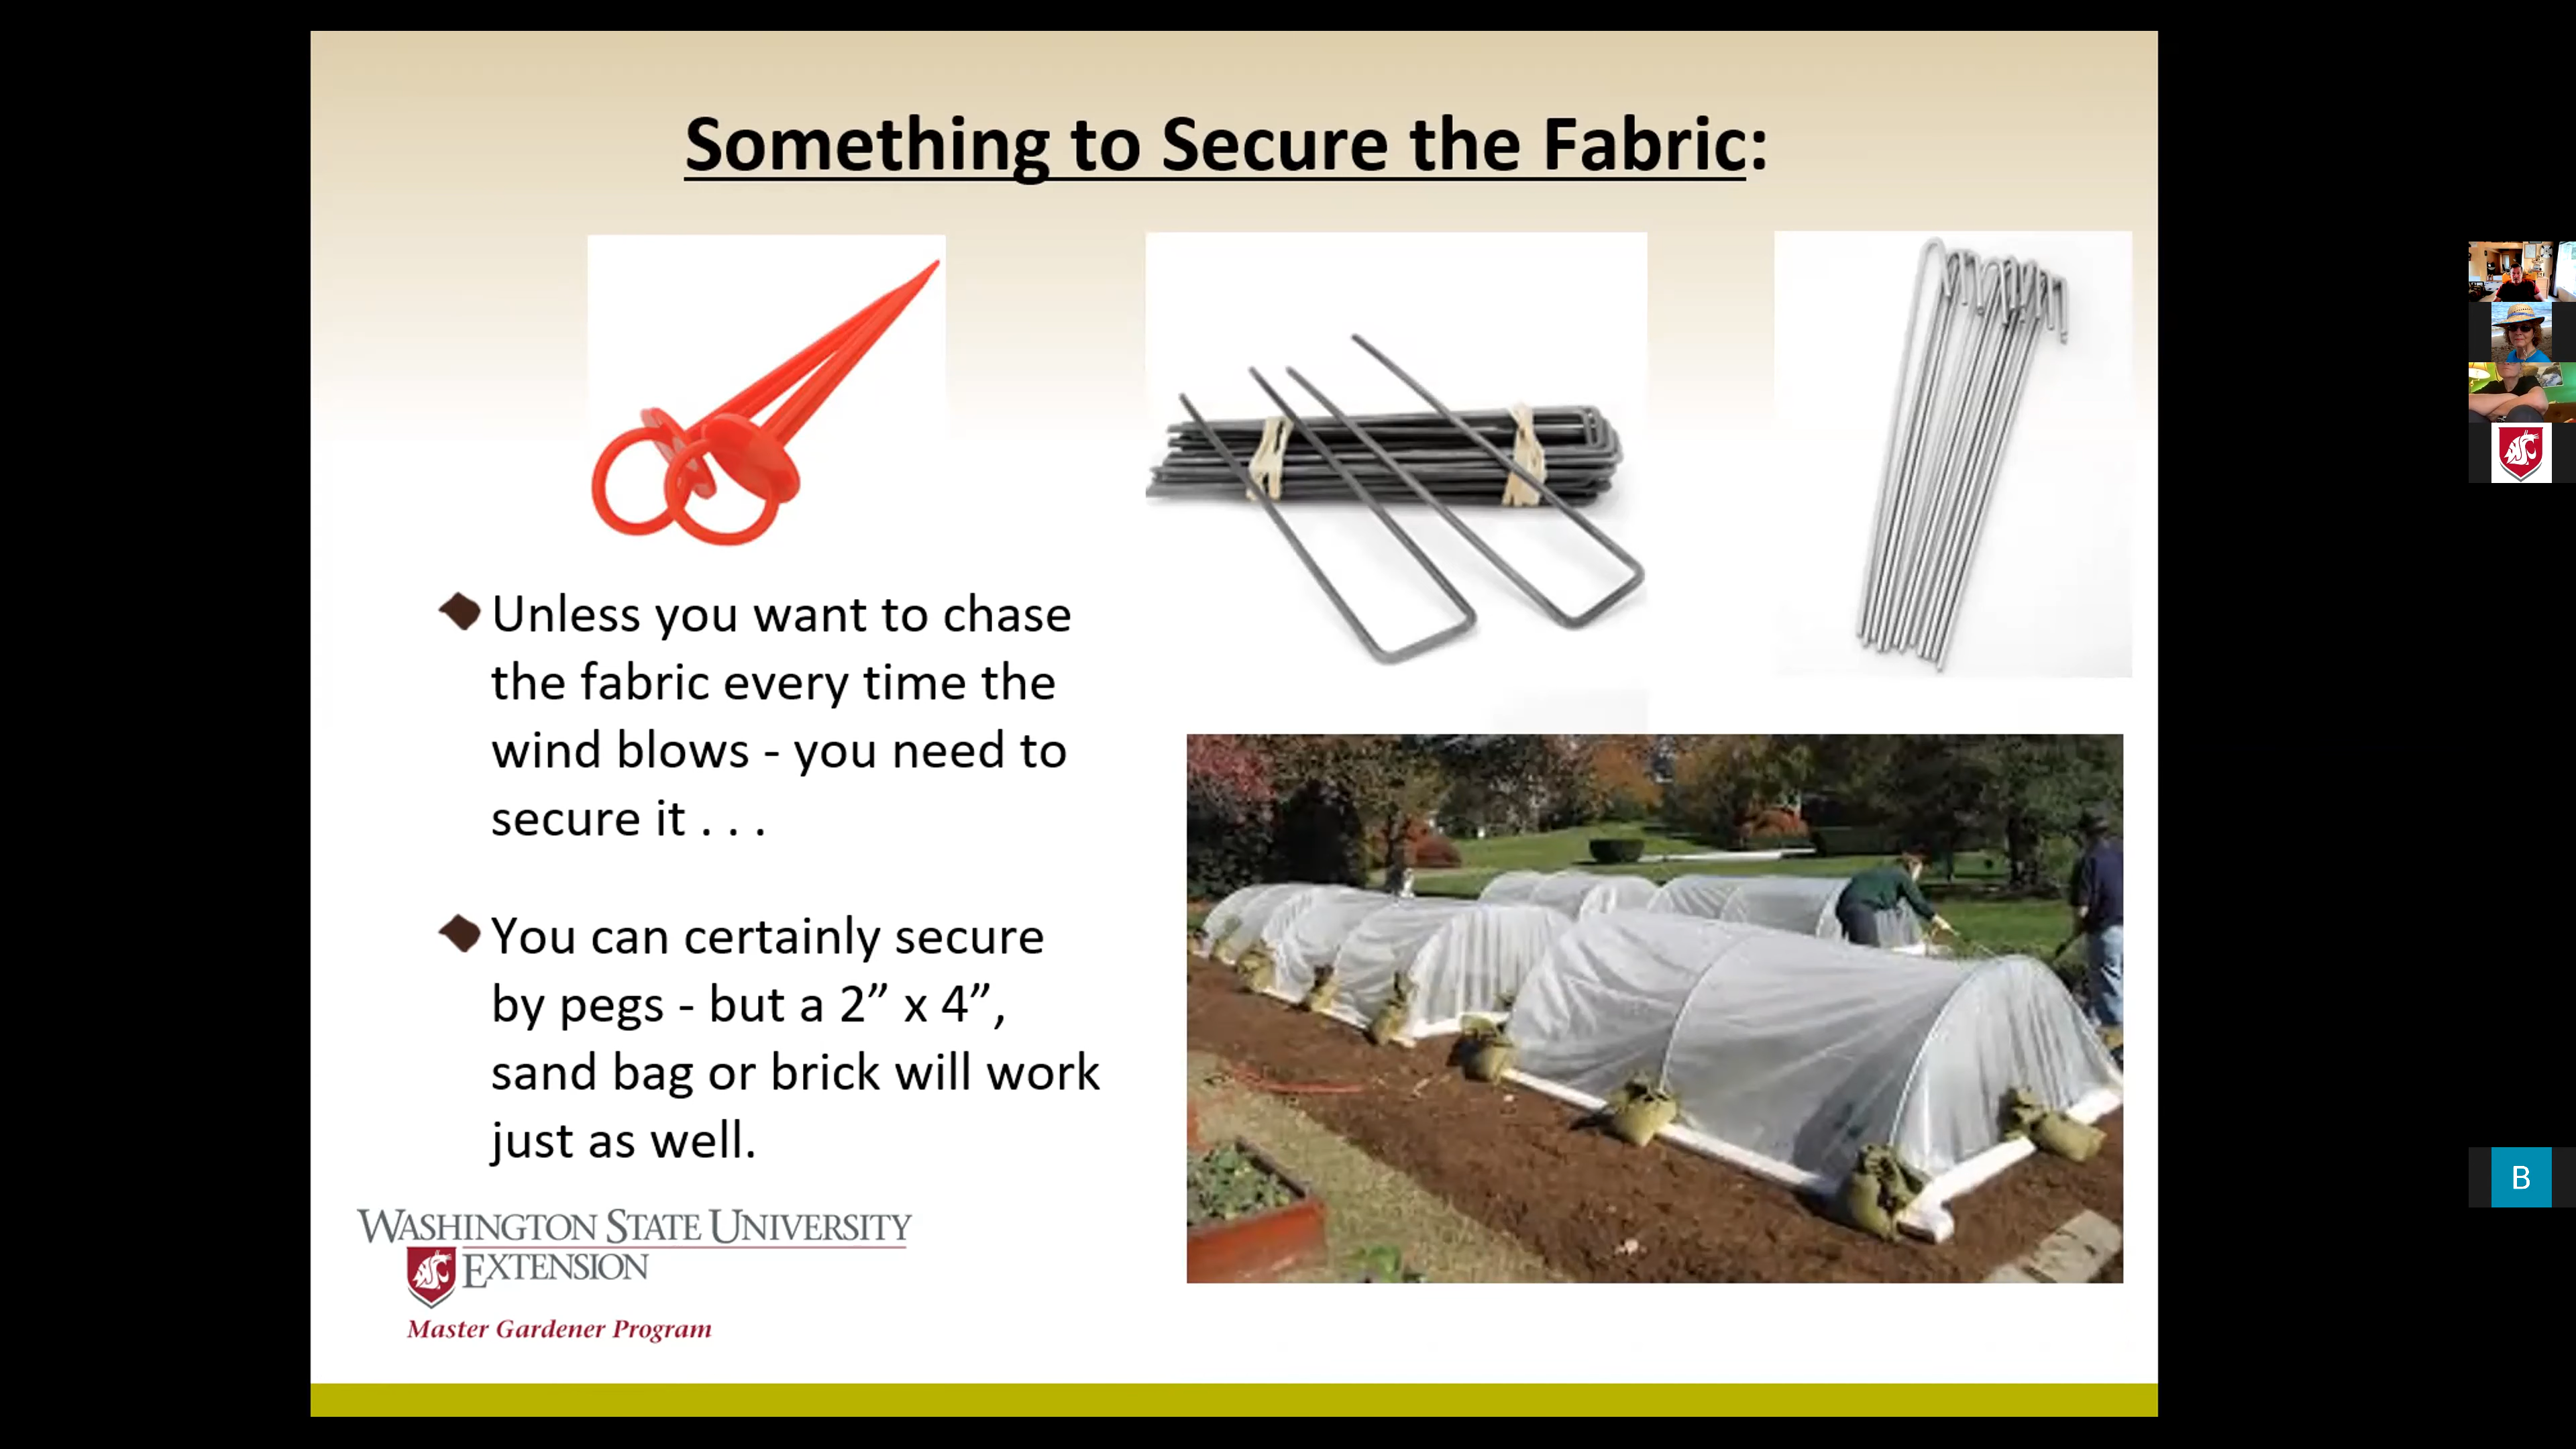 Something to Secure the Fabric:
Unless you want to chase
the fabric every time the
wind blows - you need to
secure it . . .
You can certainly secure
by pegs - but a 2” x 4”,
sand bag or brick will work
just as well.
WASHINGTON STATE UNIVERSITY
EXTENSION
Master Gardener Program
B